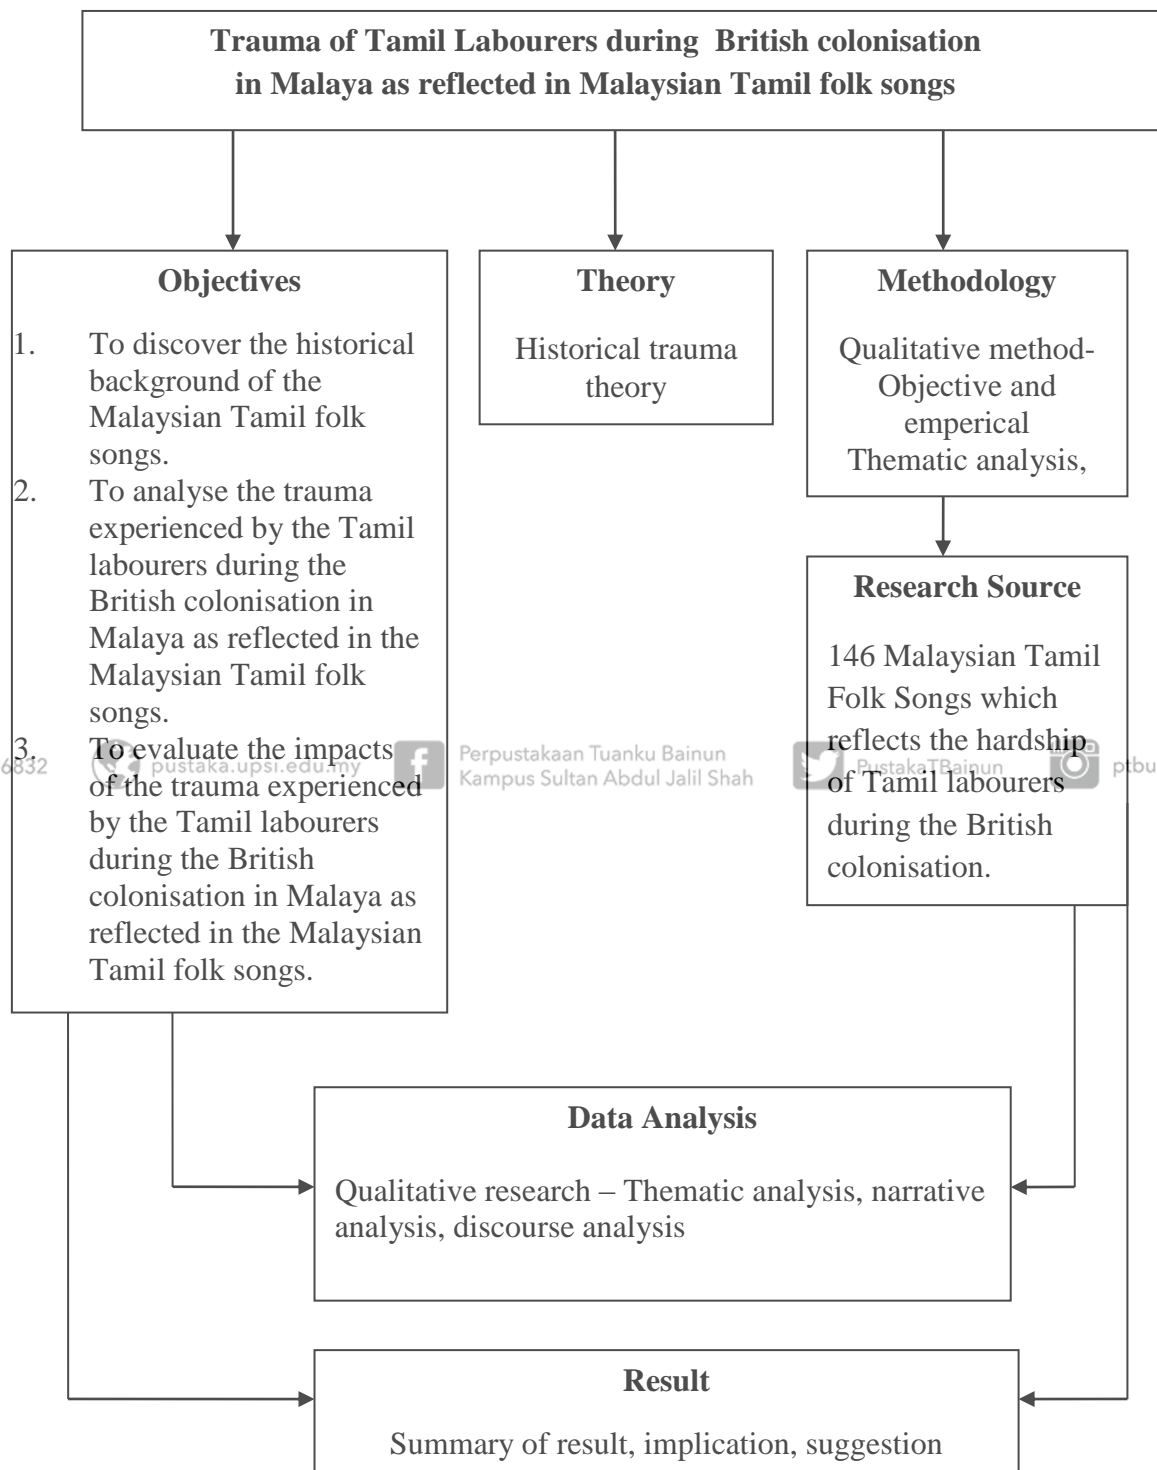 Trauma of Tamil Labourers during British colonisation
in Malaya as reflected in Malaysian Tamil folk songs
Objectives
1. To discover the historical
background of the
Malaysian Tamil folk
songs.
2. To analyse the trauma
experienced by the Tamil
labourers during the
British colonisation in
Malaya as reflected in the
Malaysian Tamil folk
songs.
3. To evaluate the impacts
of the trauma experienced
by the Tamil labourers
during the British
colonisation in Malaya as
reflected in the Malaysian
Tamil folk songs.
Theory
Historical trauma
theory
Methodology
Qualitative method-
Objective and
emperical
Thematic analysis,
Research Source
146 Malaysian Tamil
Folk Songs which
reflects the hardship
of Tamil labourers
during the British
colonisation.
6832
pustaka.upsi.edu.my
Perpustakaan Tuanku Bainun
Kampus Sultan Abdul Jalil Shah
PustakaTBainun
ptbu
Data Analysis
Qualitative research – Thematic analysis, narrative
analysis, discourse analysis
Result
Summary of result, implication, suggestion